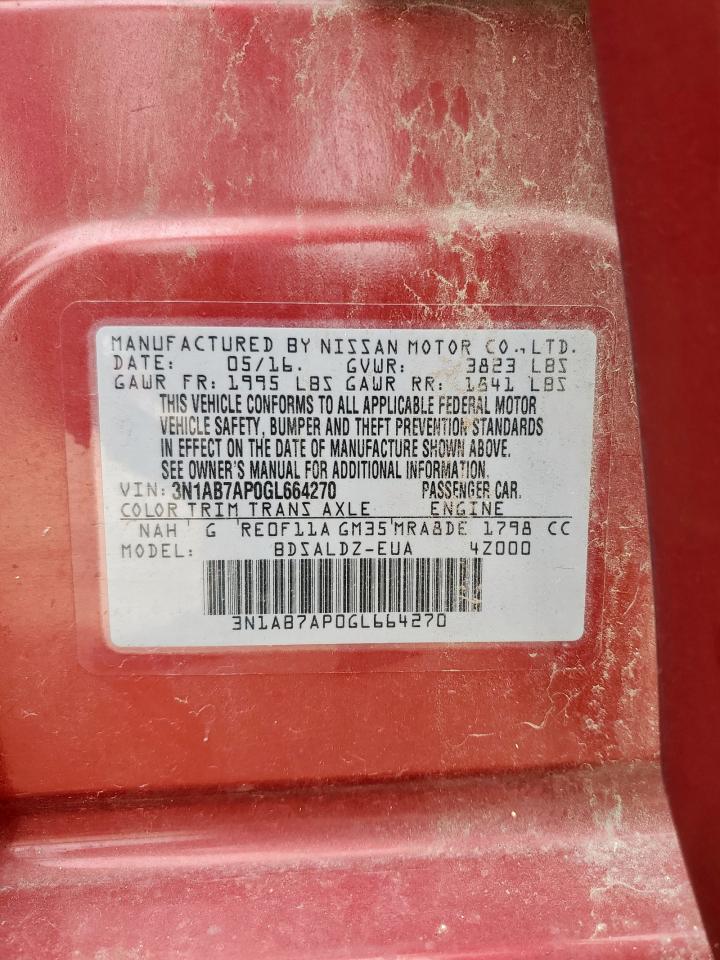 MANUFACTURED BY NISSAN MOTOR CO.,LTD.
DATE: 05/16. GVWR: 3823 LBS
GAWR FR: 1995 LBS GAWR RR: 1841 LBS
THIS VEHICLE CONFORMS TO ALL APPLICABLE FEDERAL MOTOR
VEHICLE SAFETY, BUMPER AND THEFT PREVENTION STANDARDS
IN EFFECT ON THE DATE OF MANUFACTURE SHOWN ABOVE.
SEE OWNER'S MANUAL FOR ADDITIONAL INFORMATION.
VIN: 3N1AB7AP0GL664270 PASSENGER CAR.
COLOR TRIM TRANS AXLE ENGINE
NAH G RE0F11A GM35 MRA8DE 1798 CC
MODEL: BDSALDZ-EUA 4Z000
3N1AB7AP0GL664270